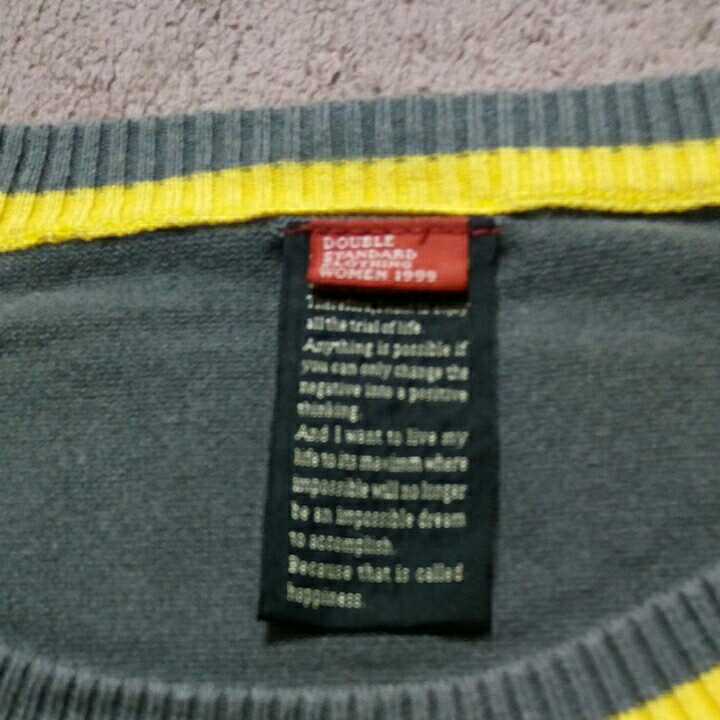 DOUBLE
STANDARD
CLOTHING
WOMEN 1999
all the trial of life.
Anything is possible if
you can only change the
negative into a positive
thinking.
And I want to live my
life to its maximm where
impossible will no longer
be an impossible dream
to accomplish.
Because that is called
happiness.